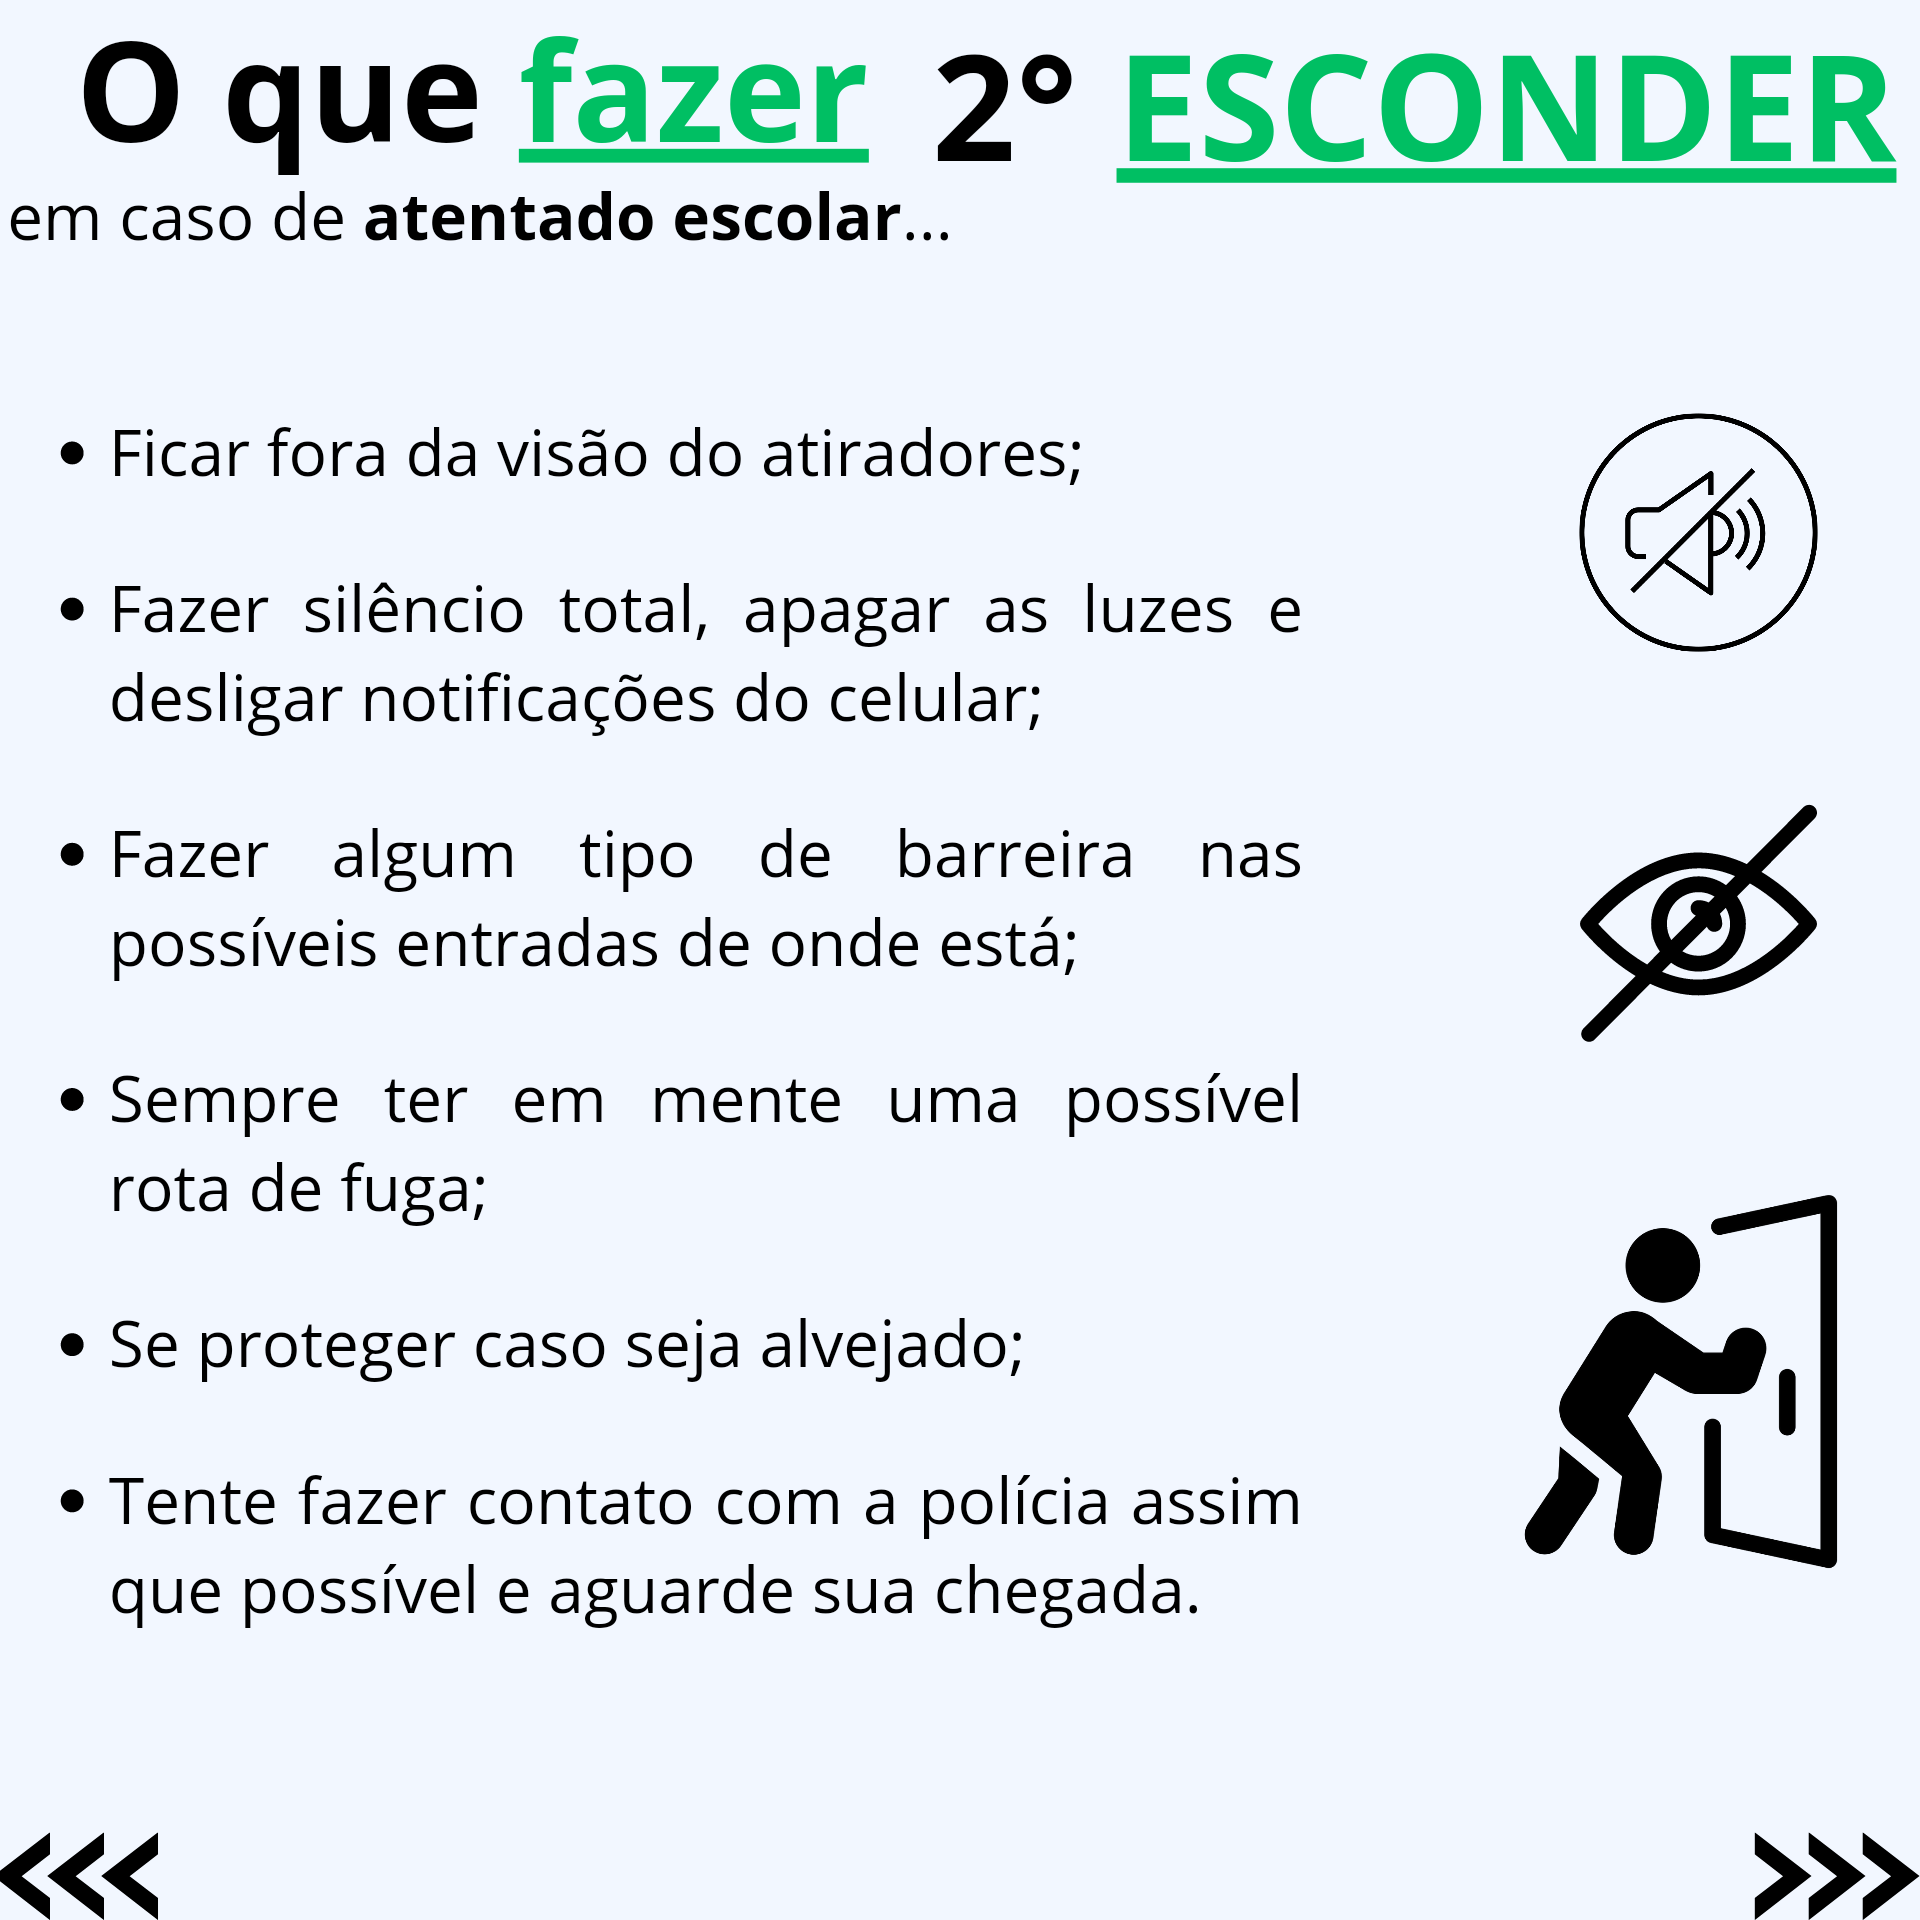 O que fazer 2° ESCONDER
em caso de atentado escolar...
• Ficar fora da visão do atiradores;
• Fazer silêncio total, apagar as luzes e
desligar notificações do celular;
• Fazer algum tipo de barreira nas
possíveis entradas de onde está;
• Sempre ter em mente uma possível
rota de fuga;
• Se proteger caso seja alvejado;
• Tente fazer contato com a polícia assim
que possível e aguarde sua chegada.